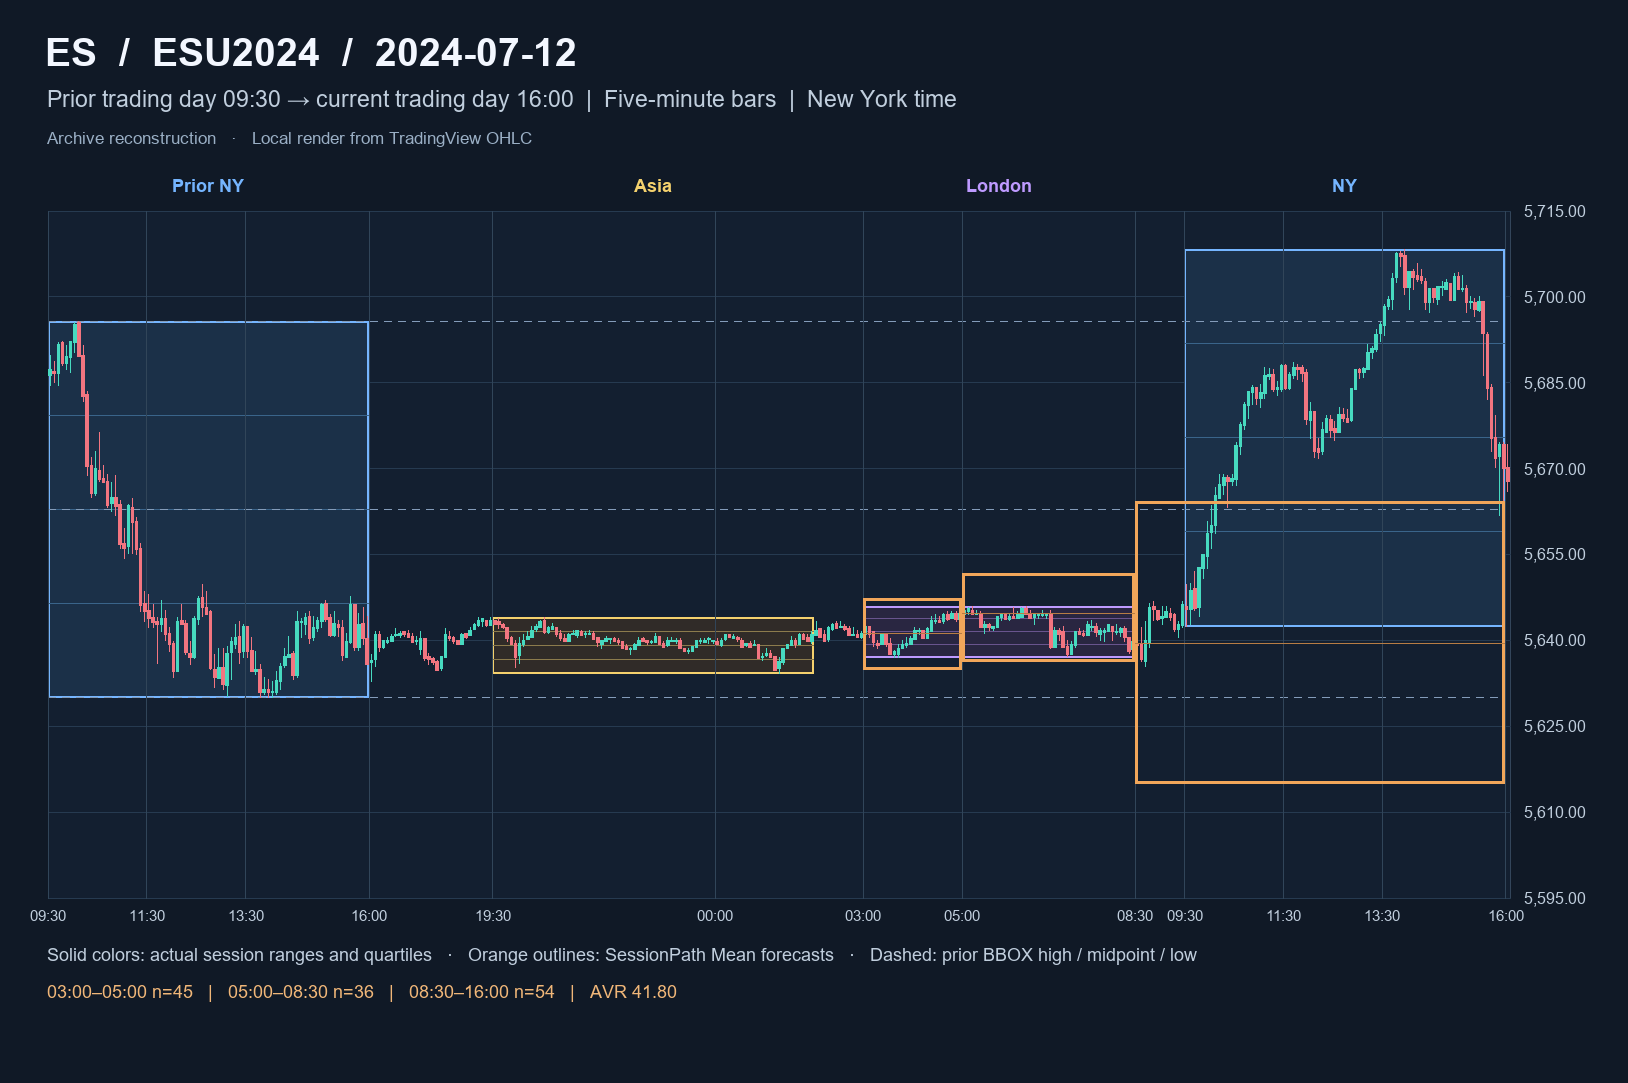 ES / ESU2024 / 2024-07-12
Prior trading day 09:30 → current trading day 16:00 | Five-minute bars | New York time
Archive reconstruction · Local render from TradingView OHLC
Prior NY Asia London NY
5,715.00
5,700.00
5,685.00
5,670.00
5,655.00
5,640.00
5,625.00
5,610.00
5,595.00
09:30 11:30 13:30 16:00 19:30 00:00 03:00 05:00 08:30 09:30 11:30 13:30 16:00
Solid colors: actual session ranges and quartiles · Orange outlines: SessionPath Mean forecasts · Dashed: prior BBOX high / midpoint / low
03:00–05:00 n=45 | 05:00–08:30 n=36 | 08:30–16:00 n=54 | AVR 41.80